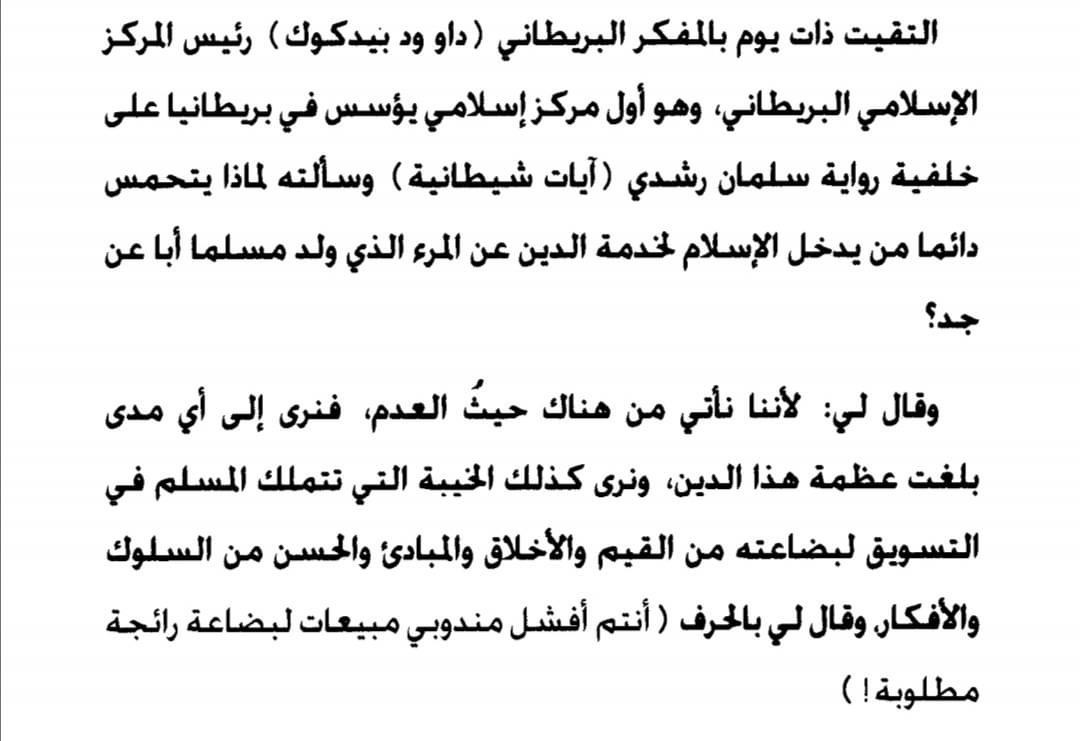 التقيت ذات يوم بالمفكر البريطاني (داو ود بيدكوك) رئيس المركز
الإسلامي البريطاني، وهو أول مركز إسلامي يؤسس في بريطانيا على
خلفية رواية سلمان رشدي (آيات شيطانية) وسألته لماذا يتحمس
دائما من يدخل الإسلام لخدمة الدين عن المرء الذي ولد مسلما أبا عن
جد؟
وقال لي: لأننا نأتي من هناك حيثُ العدم، فنرى إلى أي مدى
بلغت عظمة هذا الدين، ونرى كذلك الخيبة التي تتملك المسلم في
التسويق لبضاعته من القيم والأخلاق والمبادئ والحسن من السلوك
والأفكار. وقال لي بالحرف ( أنتم أفشل مندوبي مبيعات لبضاعة رائجة
مطلوبة! )